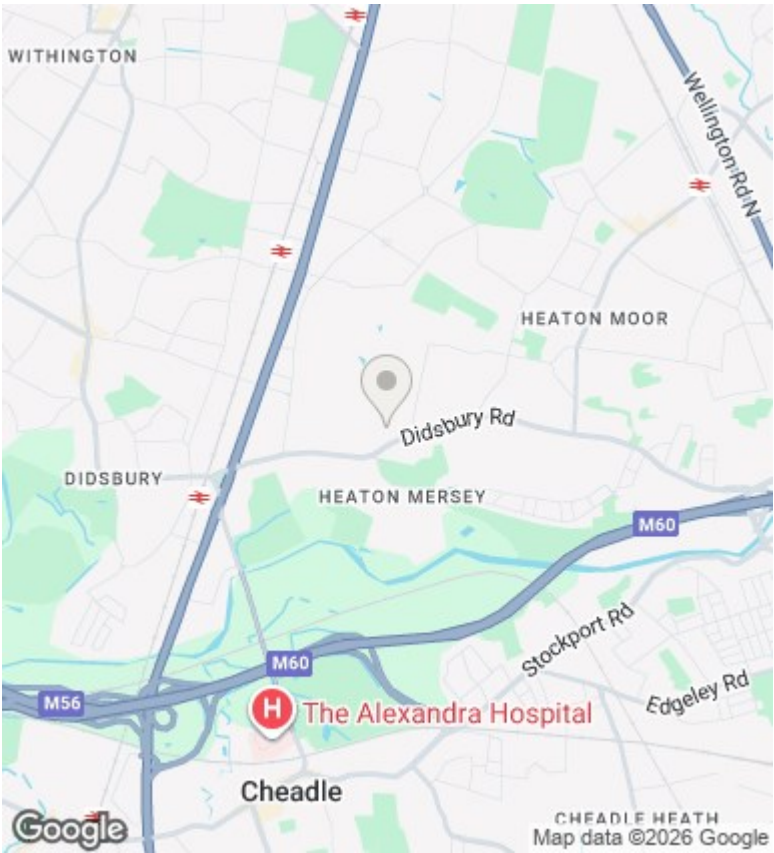 WITHINGTON
Wellington Rd N
HEATON MOOR
Didsbury Rd
DIDSBURY
HEATON MERSEY
M60
Stockport Rd
M60
Edgeley Rd
M56
H
The Alexandra Hospital
Cheadle
CHEADLE HEATH
Google
Map data ©2026 Google